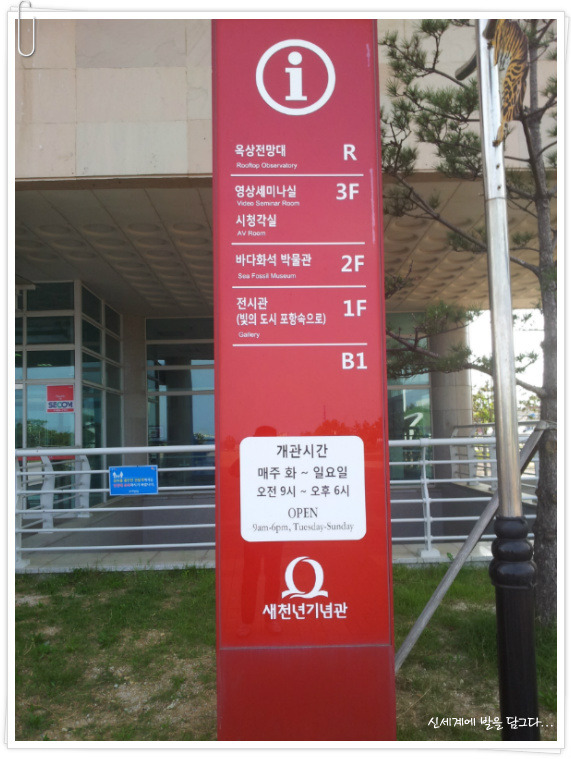 i
옥상전망대 R
Rooftop Observatory
영상세미나실 3F
Video Seminar Room
시청각실
AV Room
바다화석 박물관 2F
Sea Fossil Museum
전시관 1F
(빛의 도시 포항속으로)
Gallery
B1
SECOM
개관시간
매주 화 ~ 일요일
오전 9시 ~ 오후 6시
OPEN
9am-6pm, Tuesday-Sunday
새천년기념관
신세계에 발을 담그다...